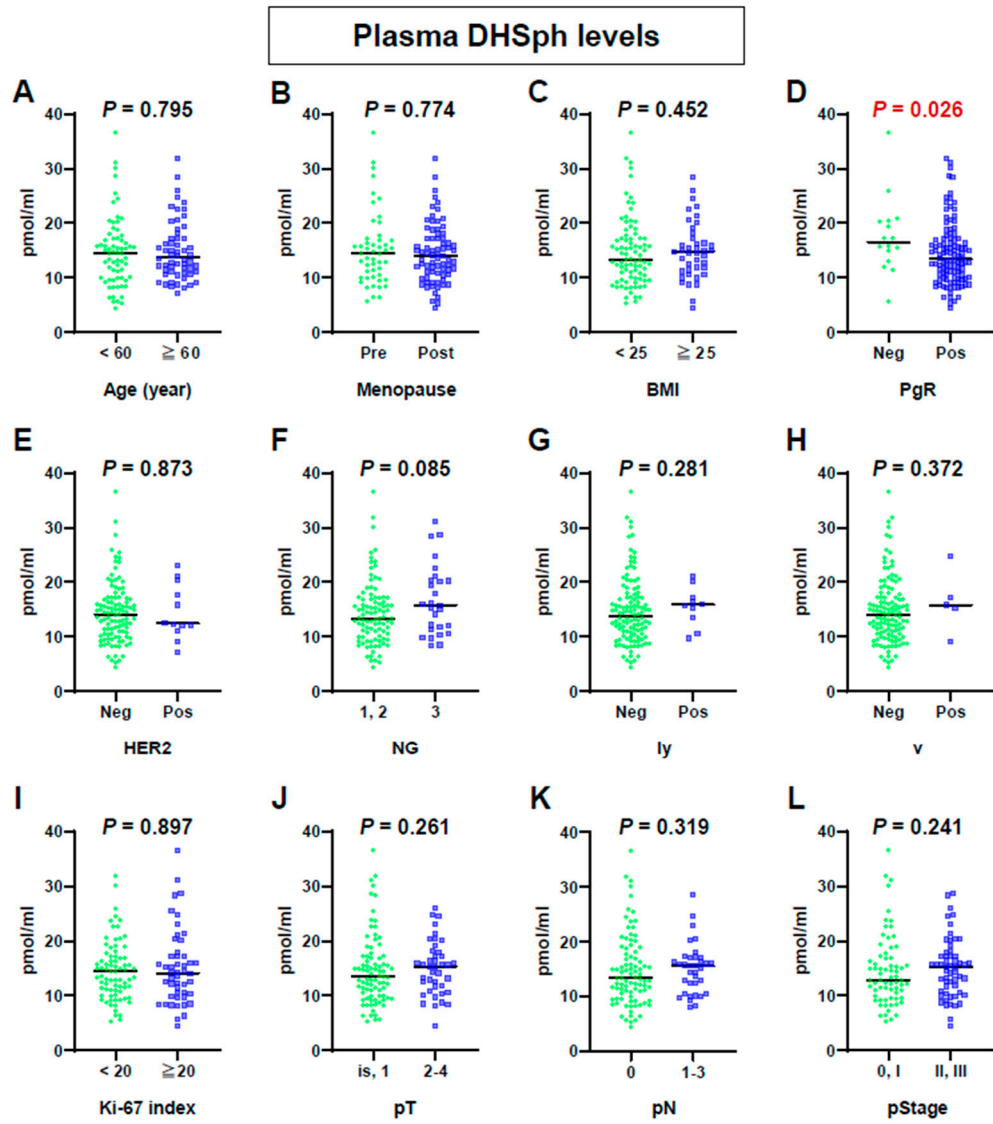 Plasma DHSph levels
A B C D
P = 0.795 P = 0.774 P = 0.452 P = 0.026
40 40 40 40
30 30 30 30
pmol/ml pmol/ml pmol/ml pmol/ml
20 20 20 20
10 10 10 10
0 0 0 0
< 60 ≧ 60 Pre Post < 25 ≧ 25 Neg Pos
Age (year) Menopause BMI PgR
E F G H
P = 0.873 P = 0.085 P = 0.281 P = 0.372
40 40 40 40
30 30 30 30
pmol/ml pmol/ml pmol/ml pmol/ml
20 20 20 20
10 10 10 10
0 0 0 0
Neg Pos 1, 2 3 Neg Pos Neg Pos
HER2 NG ly v
I J K L
P = 0.897 P = 0.261 P = 0.319 P = 0.241
40 40 40 40
30 30 30 30
pmol/ml pmol/ml pmol/ml pmol/ml
20 20 20 20
10 10 10 10
0 0 0 0
< 20 ≧20 is, 1 2-4 0 1-3 0, I II, III
Ki-67 index pT pN pStage